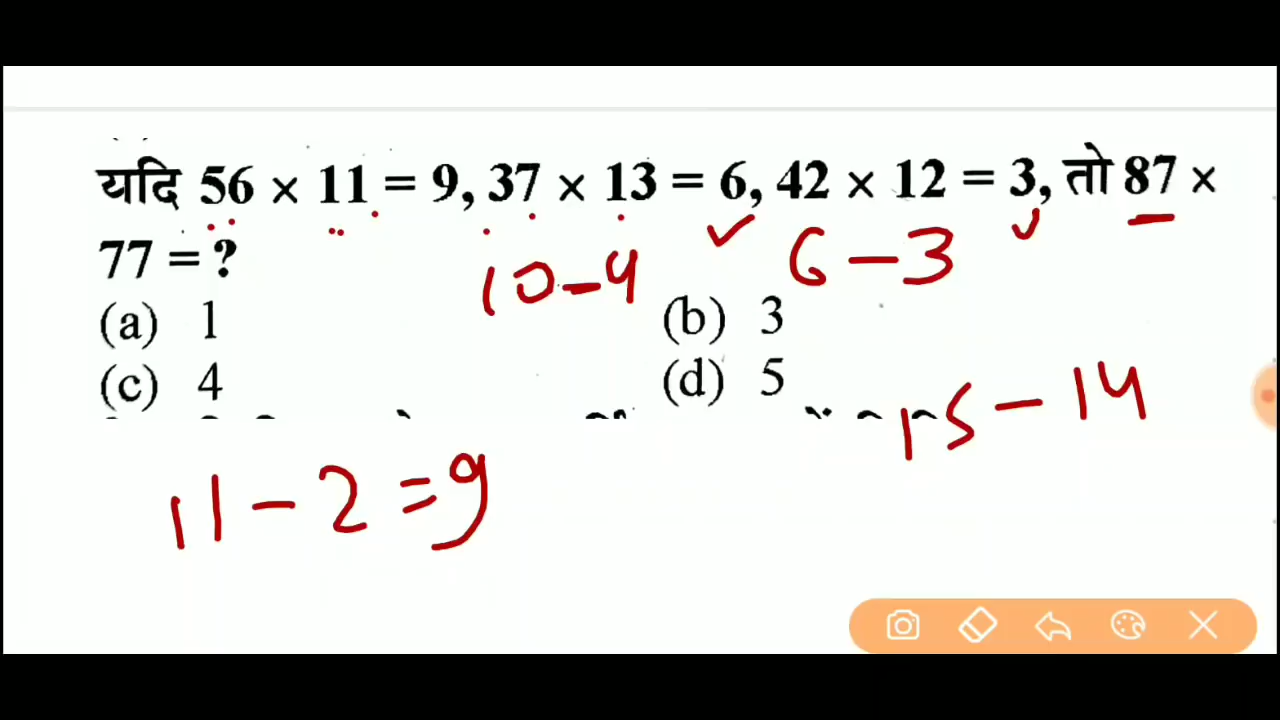 यदि 56 × 11 = 9, 37 × 13 = 6, 42 × 12 = 3, तो 87 ×
77 = ?
10-4 6-3
(a) 1 (b) 3
(c) 4 (d) 5
15-14
11-2=9